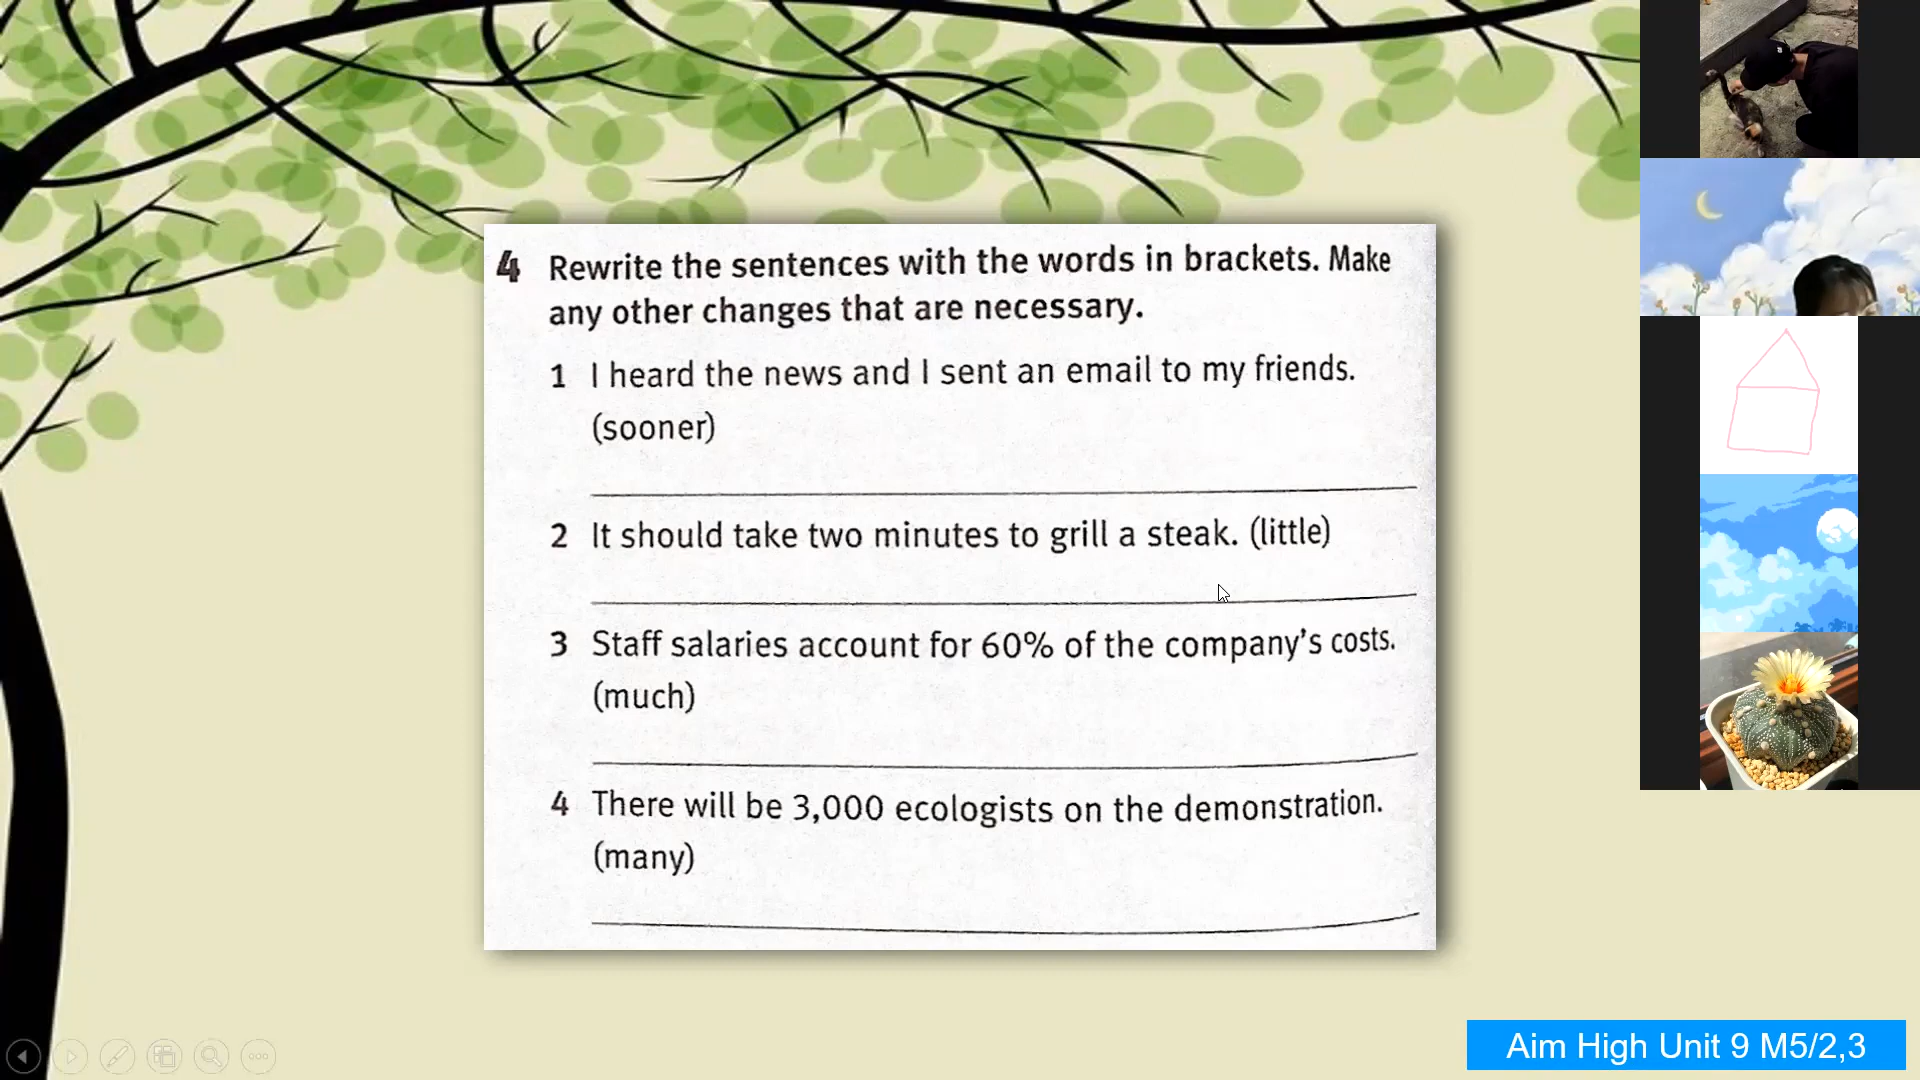 4 Rewrite the sentences with the words in brackets. Make
any other changes that are necessary.
1 I heard the news and I sent an email to my friends.
(sooner)
2 It should take two minutes to grill a steak. (little)
3 Staff salaries account for 60% of the company's costs.
(much)
4 There will be 3,000 ecologists on the demonstration.
(many)
Aim High Unit 9 M5/2,3